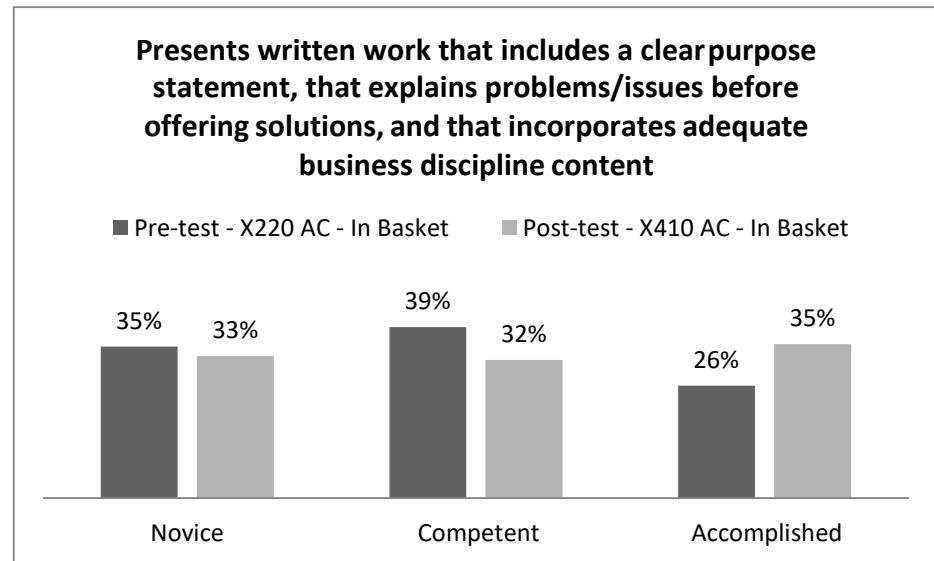 Presents written work that includes a clear purpose
statement, that explains problems/issues before
offering solutions, and that incorporates adequate
business discipline content
Pre-test - X220 AC - In Basket Post-test - X410 AC - In Basket
35% 33% 39% 32% 26% 35%
Novice Competent Accomplished